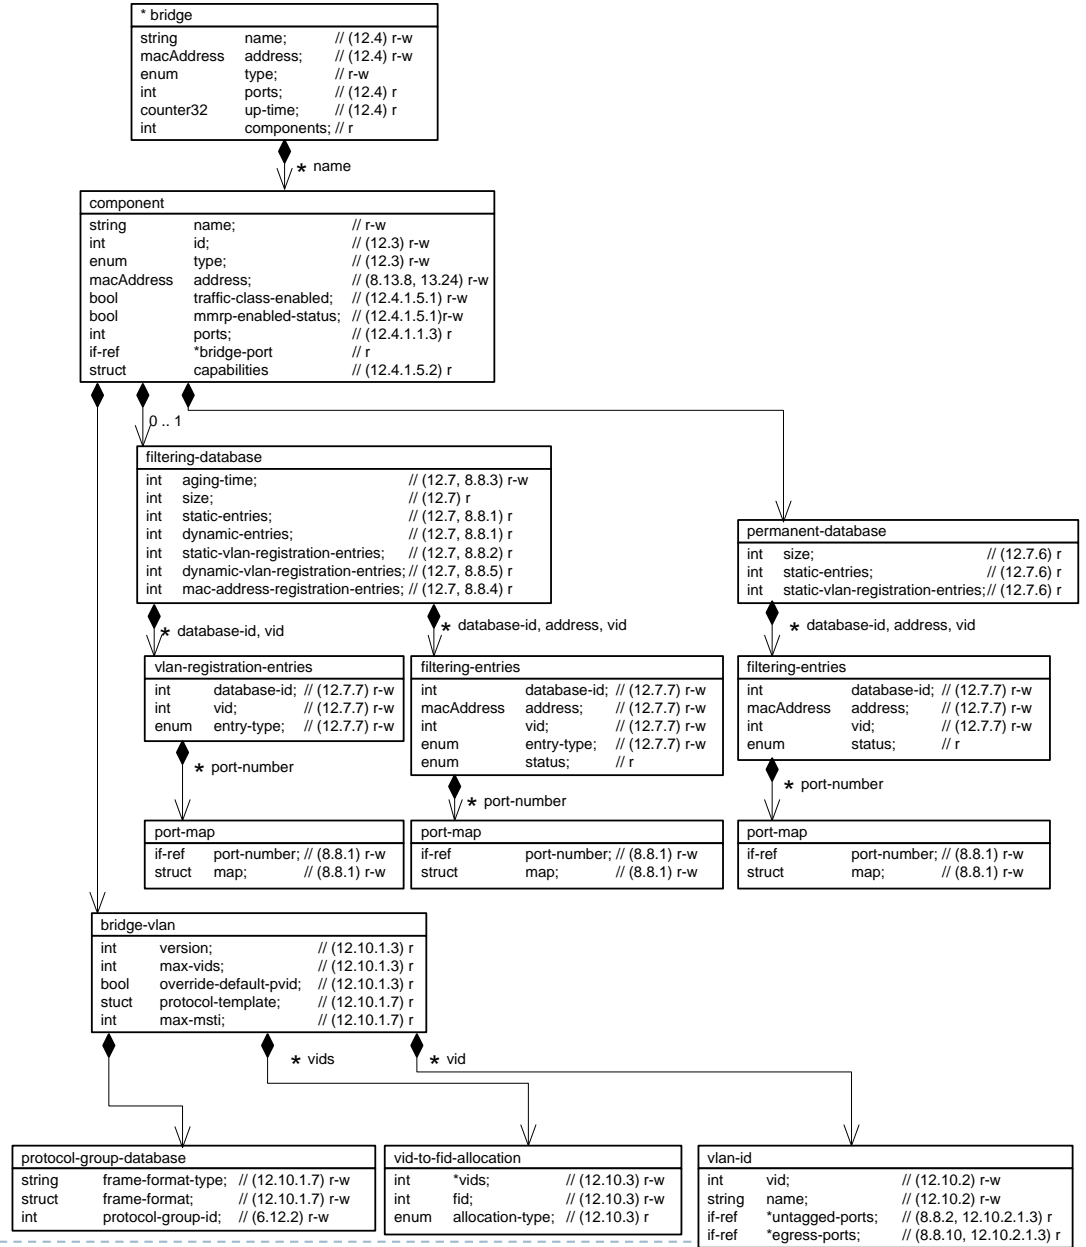 * bridge
string name; // (12.4) r-w
macAddress address; // (12.4) r-w
enum type; // r-w
int ports; // (12.4) r
counter32 up-time; // (12.4) r
int components; // r
* name
component
string name; // r-w
int id; // (12.3) r-w
enum type; // (12.3) r-w
macAddress address; // (8.13.8, 13.24) r-w
bool traffic-class-enabled; // (12.4.1.5.1) r-w
bool mmrp-enabled-status; // (12.4.1.5.1)r-w
int ports; // (12.4.1.1.3) r
if-ref *bridge-port // r
struct capabilities // (12.4.1.5.2) r
0 .. 1
filtering-database
int aging-time; // (12.7, 8.8.3) r-w
int size; // (12.7) r
int static-entries; // (12.7, 8.8.1) r
int dynamic-entries; // (12.7, 8.8.1) r
int static-vlan-registration-entries; // (12.7, 8.8.2) r
int dynamic-vlan-registration-entries; // (12.7, 8.8.5) r
int mac-address-registration-entries; // (12.7, 8.8.4) r
permanent-database
int size; // (12.7.6) r
int static-entries; // (12.7.6) r
int static-vlan-registration-entries; // (12.7.6) r
* database-id, vid
* database-id, address, vid
* database-id, address, vid
vlan-registration-entries
int database-id; // (12.7.7) r-w
int vid; // (12.7.7) r-w
enum entry-type; // (12.7.7) r-w
filtering-entries
int database-id; // (12.7.7) r-w
macAddress address; // (12.7.7) r-w
int vid; // (12.7.7) r-w
enum entry-type; // (12.7.7) r-w
enum status; // r
filtering-entries
int database-id; // (12.7.7) r-w
macAddress address; // (12.7.7) r-w
int vid; // (12.7.7) r-w
enum status; // r
* port-number
* port-number
* port-number
port-map
if-ref port-number; // (8.8.1) r-w
struct map; // (8.8.1) r-w
port-map
if-ref port-number; // (8.8.1) r-w
struct map; // (8.8.1) r-w
port-map
if-ref port-number; // (8.8.1) r-w
struct map; // (8.8.1) r-w
bridge-vlan
int version; // (12.10.1.3) r
int max-vids; // (12.10.1.3) r
bool override-default-pvid; // (12.10.1.3) r
stuct protocol-template; // (12.10.1.7) r
int max-msti; // (12.10.1.7) r
* vids
* vid
protocol-group-database
string frame-format-type; // (12.10.1.7) r-w
struct frame-format; // (12.10.1.7) r-w
int protocol-group-id; // (6.12.2) r-w
vid-to-fid-allocation
int *vids; // (12.10.3) r-w
int fid; // (12.10.3) r-w
enum allocation-type; // (12.10.3) r
vlan-id
int vid; // (12.10.2) r-w
string name; // (12.10.2) r-w
if-ref *untagged-ports; // (8.8.2, 12.10.2.1.3) r
if-ref *egress-ports; // (8.8.10, 12.10.2.1.3) r